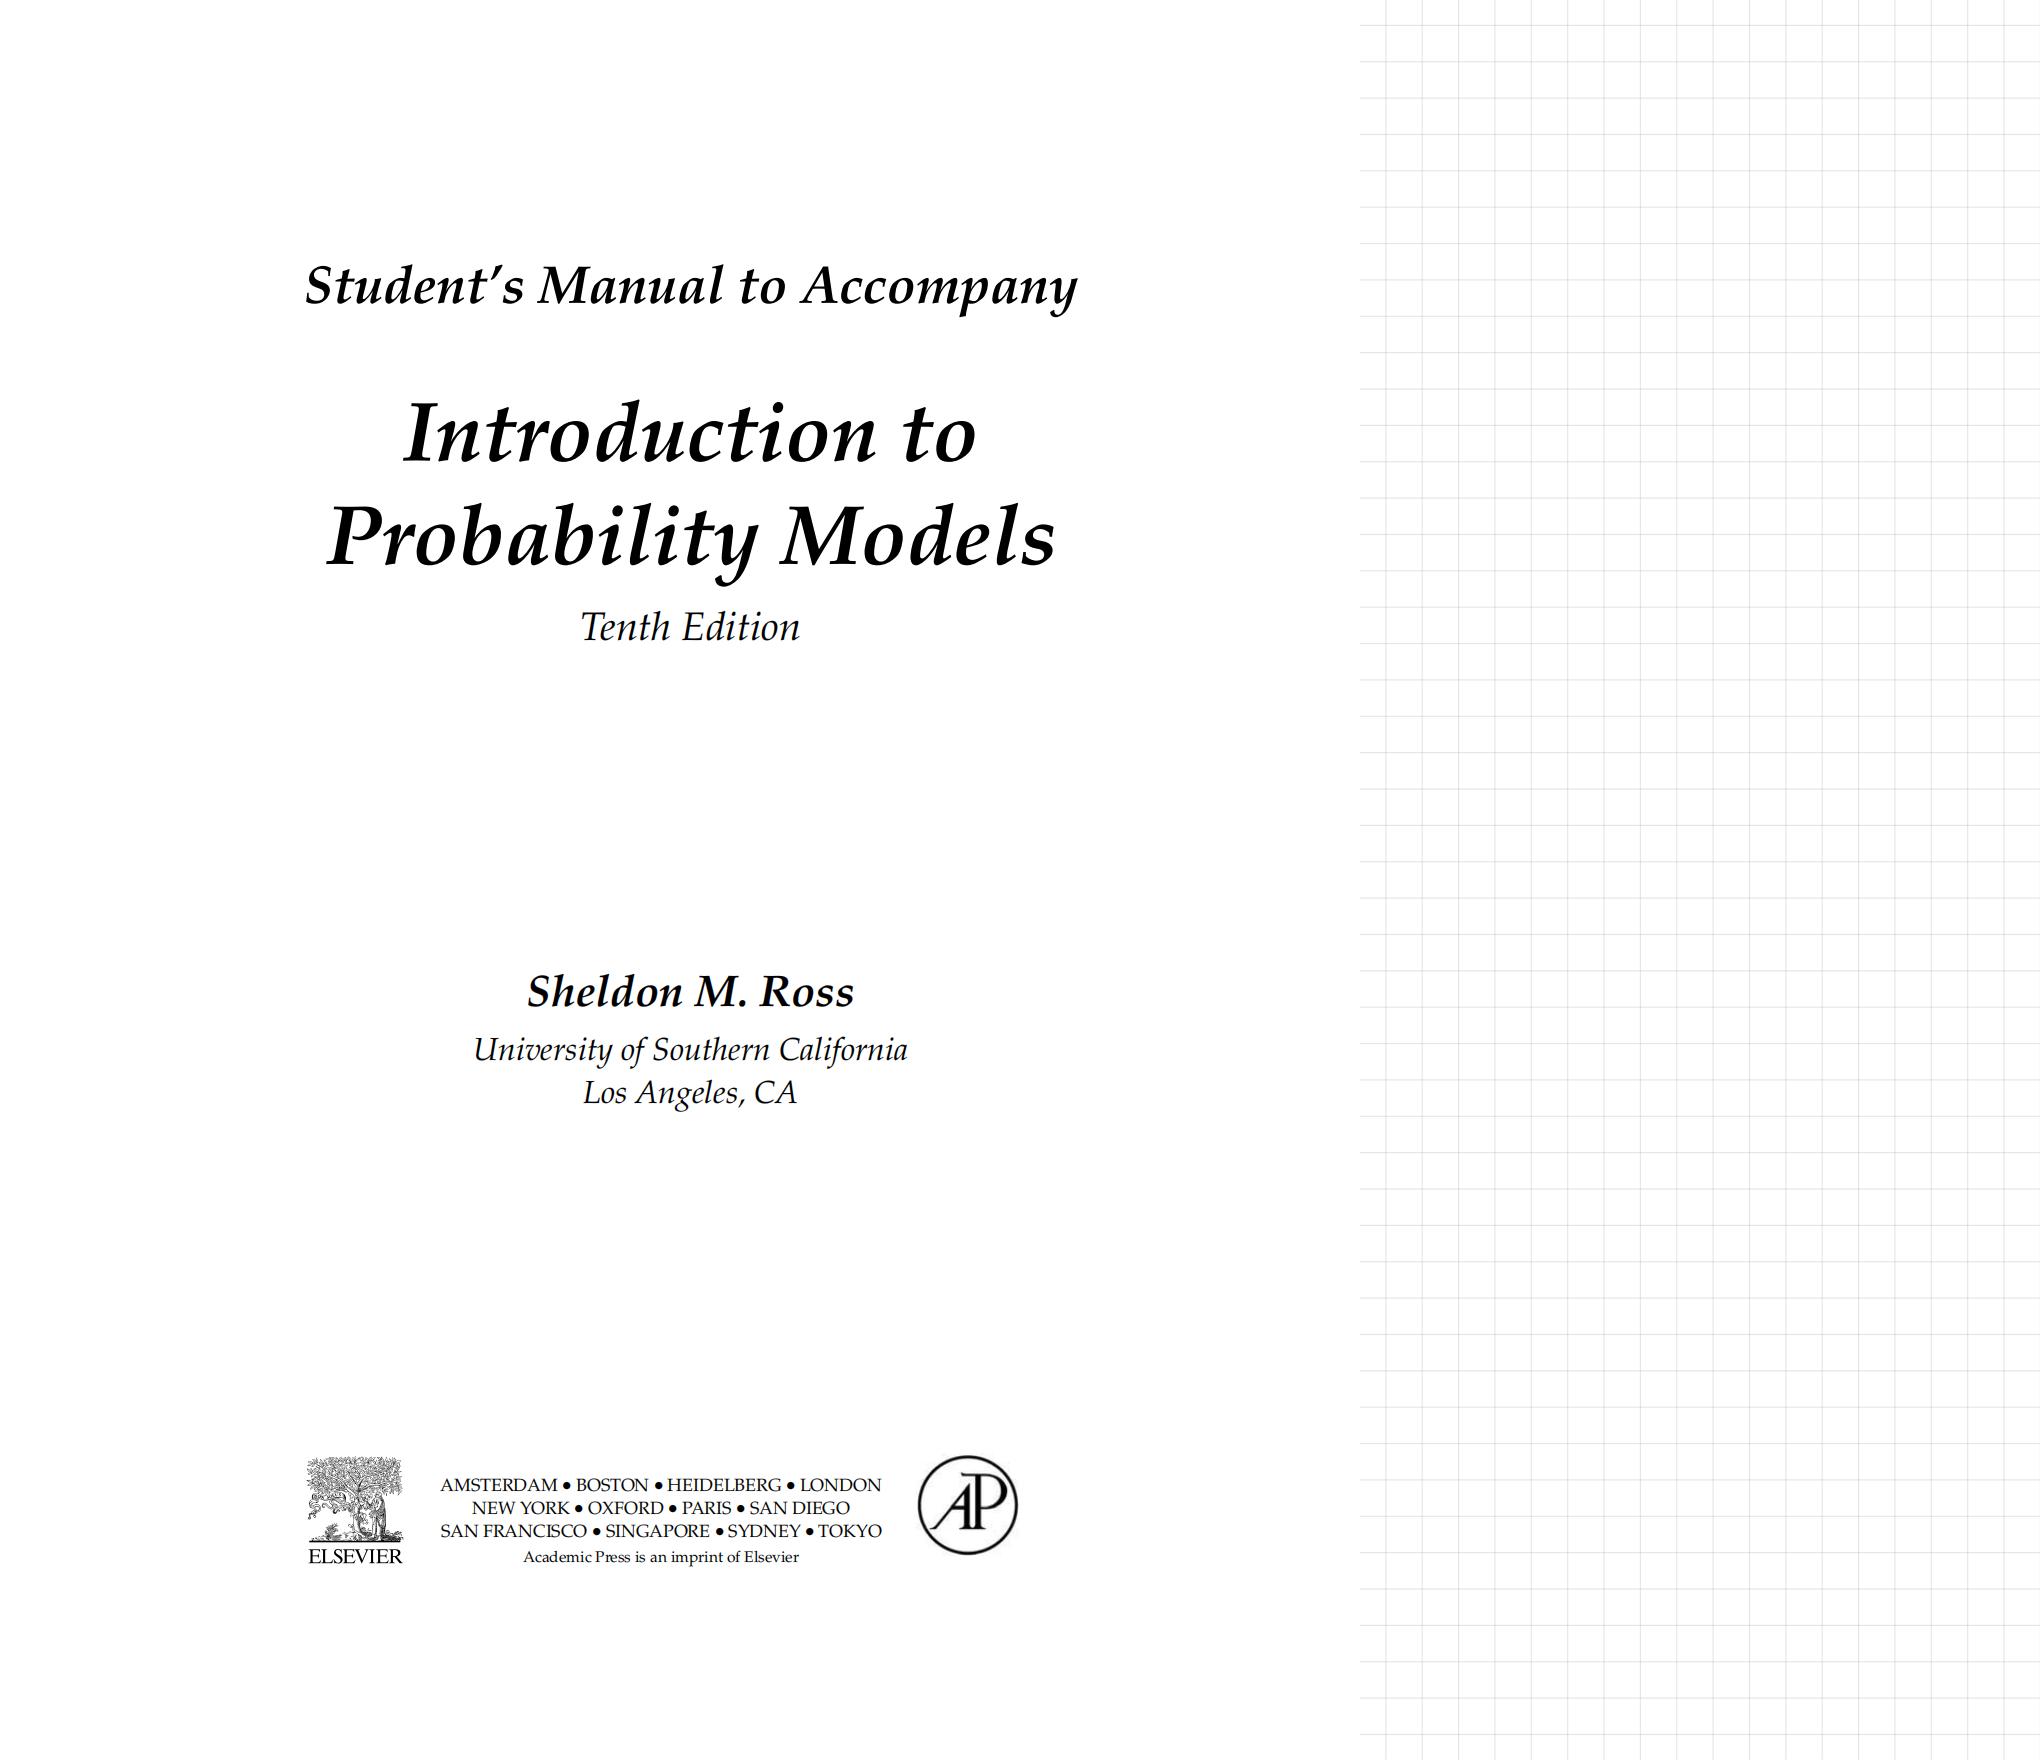 Student’s Manual to Accompany
Introduction to
Probability Models
Tenth Edition
Sheldon M. Ross
University of Southern California
Los Angeles, CA
AMSTERDAM • BOSTON • HEIDELBERG • LONDON
NEW YORK • OXFORD • PARIS • SAN DIEGO
SAN FRANCISCO • SINGAPORE • SYDNEY • TOKYO
Academic Press is an imprint of Elsevier
ELSEVIER
AP